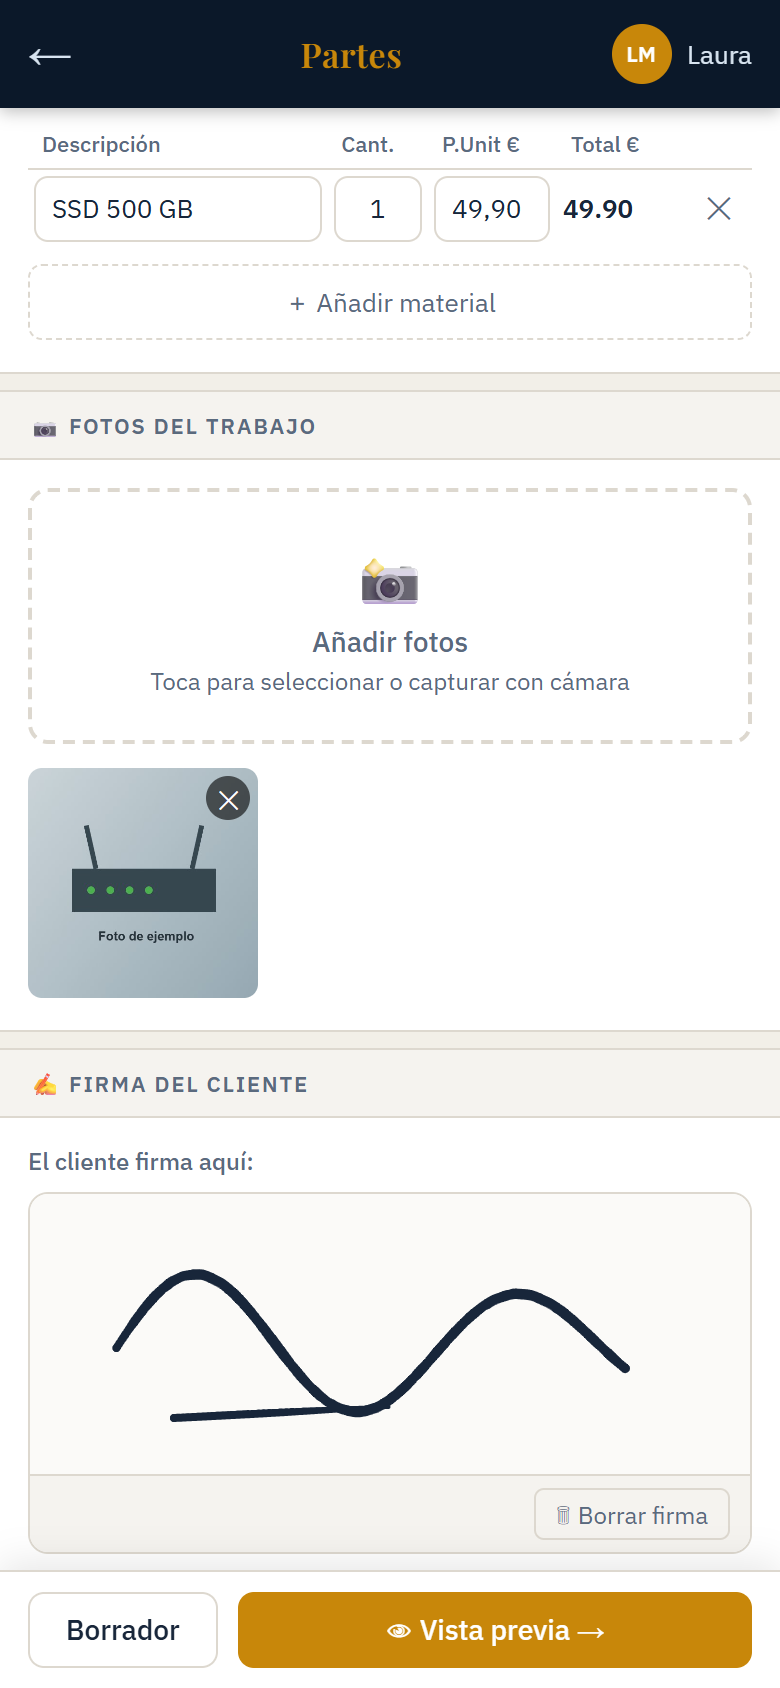 ← Partes LM Laura
Descripción Cant. P.Unit € Total €
SSD 500 GB 1 49,90 49.90
+ Añadir material
FOTOS DEL TRABAJO
Añadir fotos
Toca para seleccionar o capturar con cámara
Foto de ejemplo
FIRMA DEL CLIENTE
El cliente firma aquí:
Borrar firma
Borrador Vista previa →